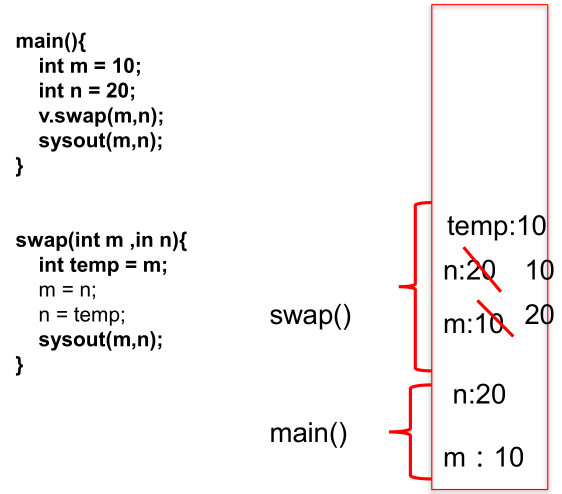 main(){
int m = 10;
int n = 20;
v.swap(m,n);
sysout(m,n);
}
swap(int m ,in n){
int temp = m;
m = n;
n = temp;
sysout(m,n);
}
temp:10
n:20 10
swap()
m:10 20
n:20
main()
m : 10